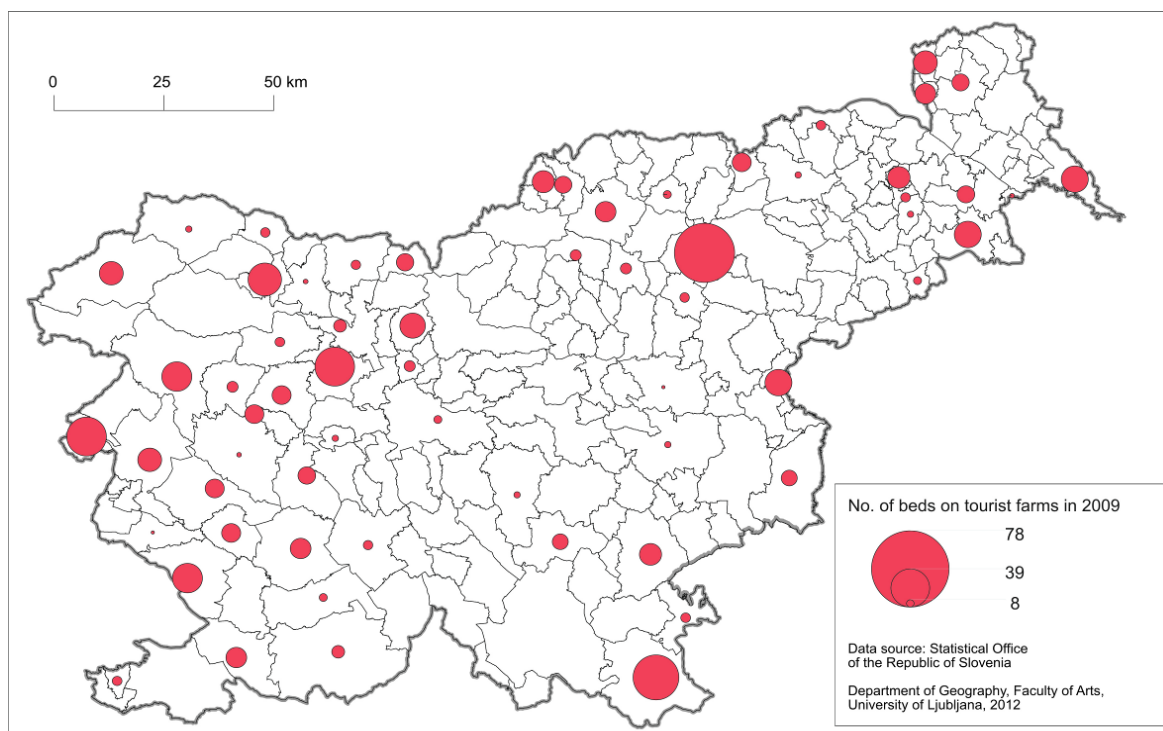 0 25 50 km
No. of beds on tourist farms in 2009
78
39
8
Data source: Statistical Office
of the Republic of Slovenia
Department of Geography, Faculty of Arts,
University of Ljubljana, 2012